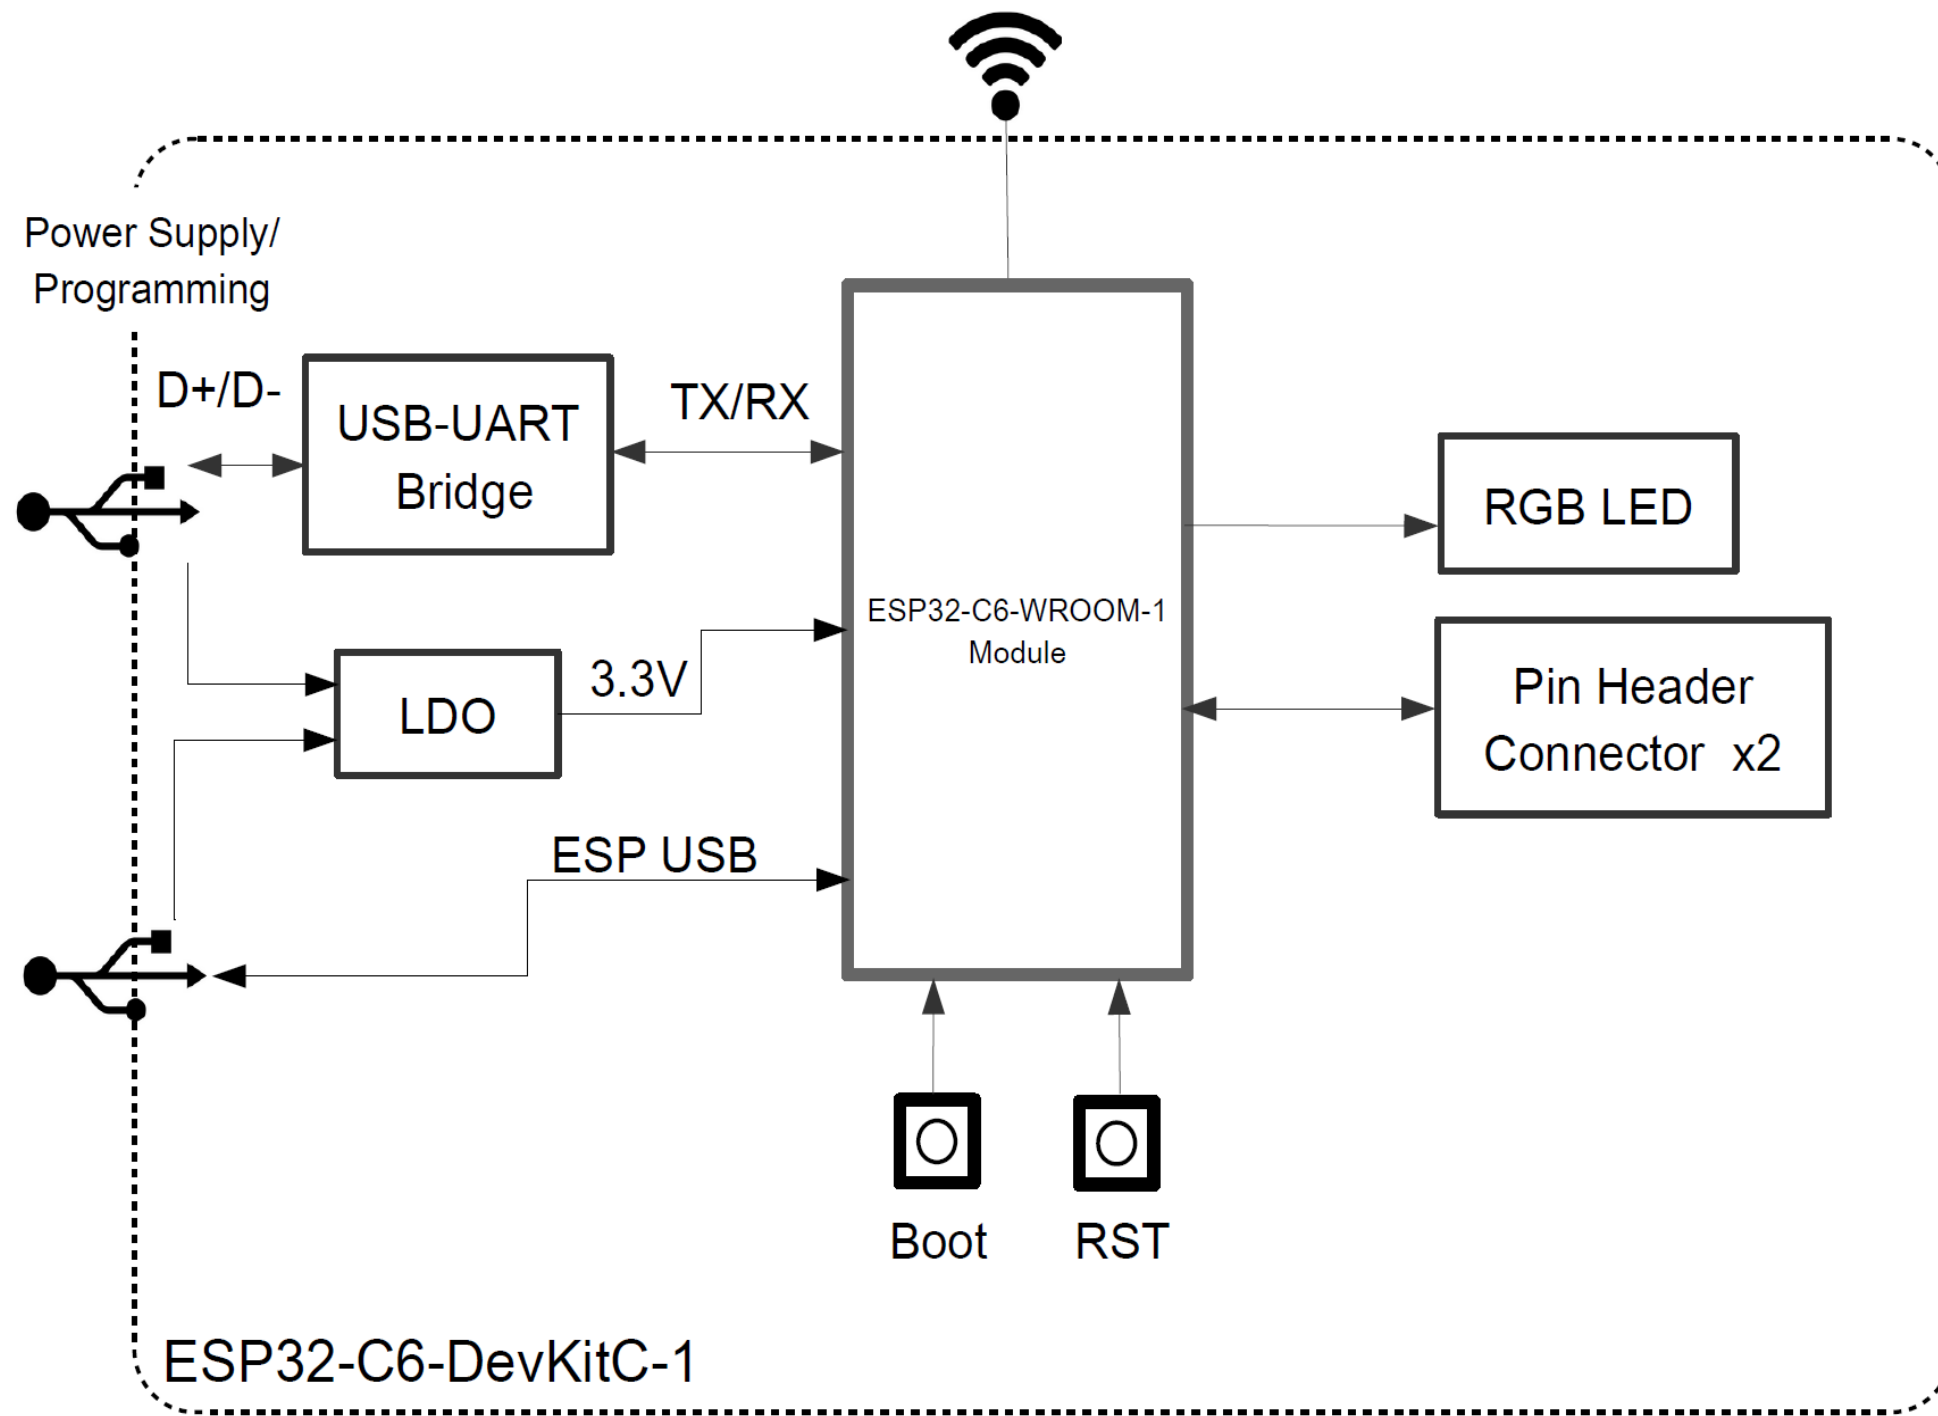 Power Supply/
Programming
D+/D-
USB-UART
Bridge
TX/RX
RGB LED
ESP32-C6-WROOM-1
Module
3.3V
LDO
Pin Header
Connector x2
ESP USB
Boot
RST
ESP32-C6-DevKitC-1